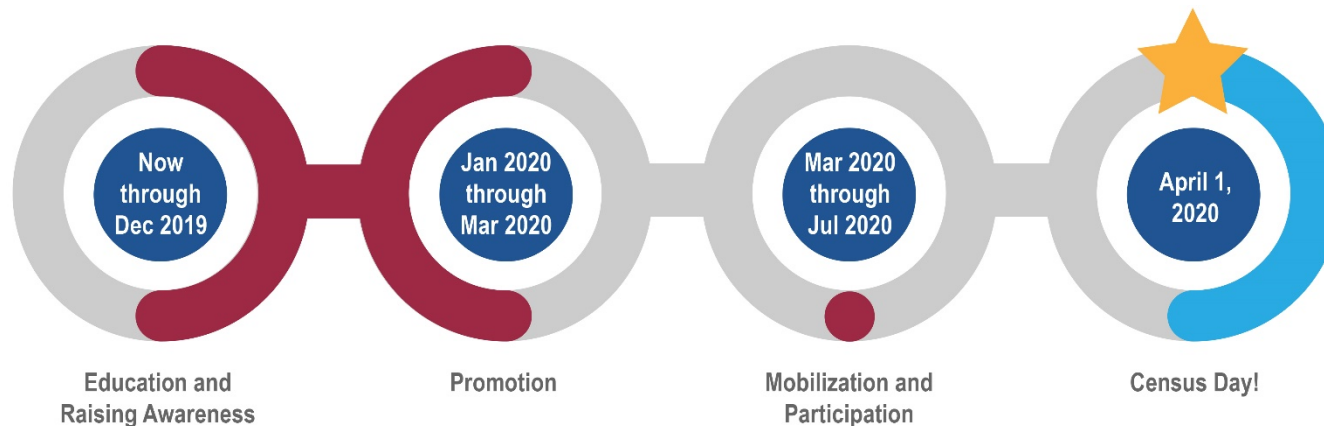 Now
through
Dec 2019
Jan 2020
through
Mar 2020
Mar 2020
through
Jul 2020
April 1,
2020
Education and
Raising Awareness
Promotion
Mobilization and
Participation
Census Day!